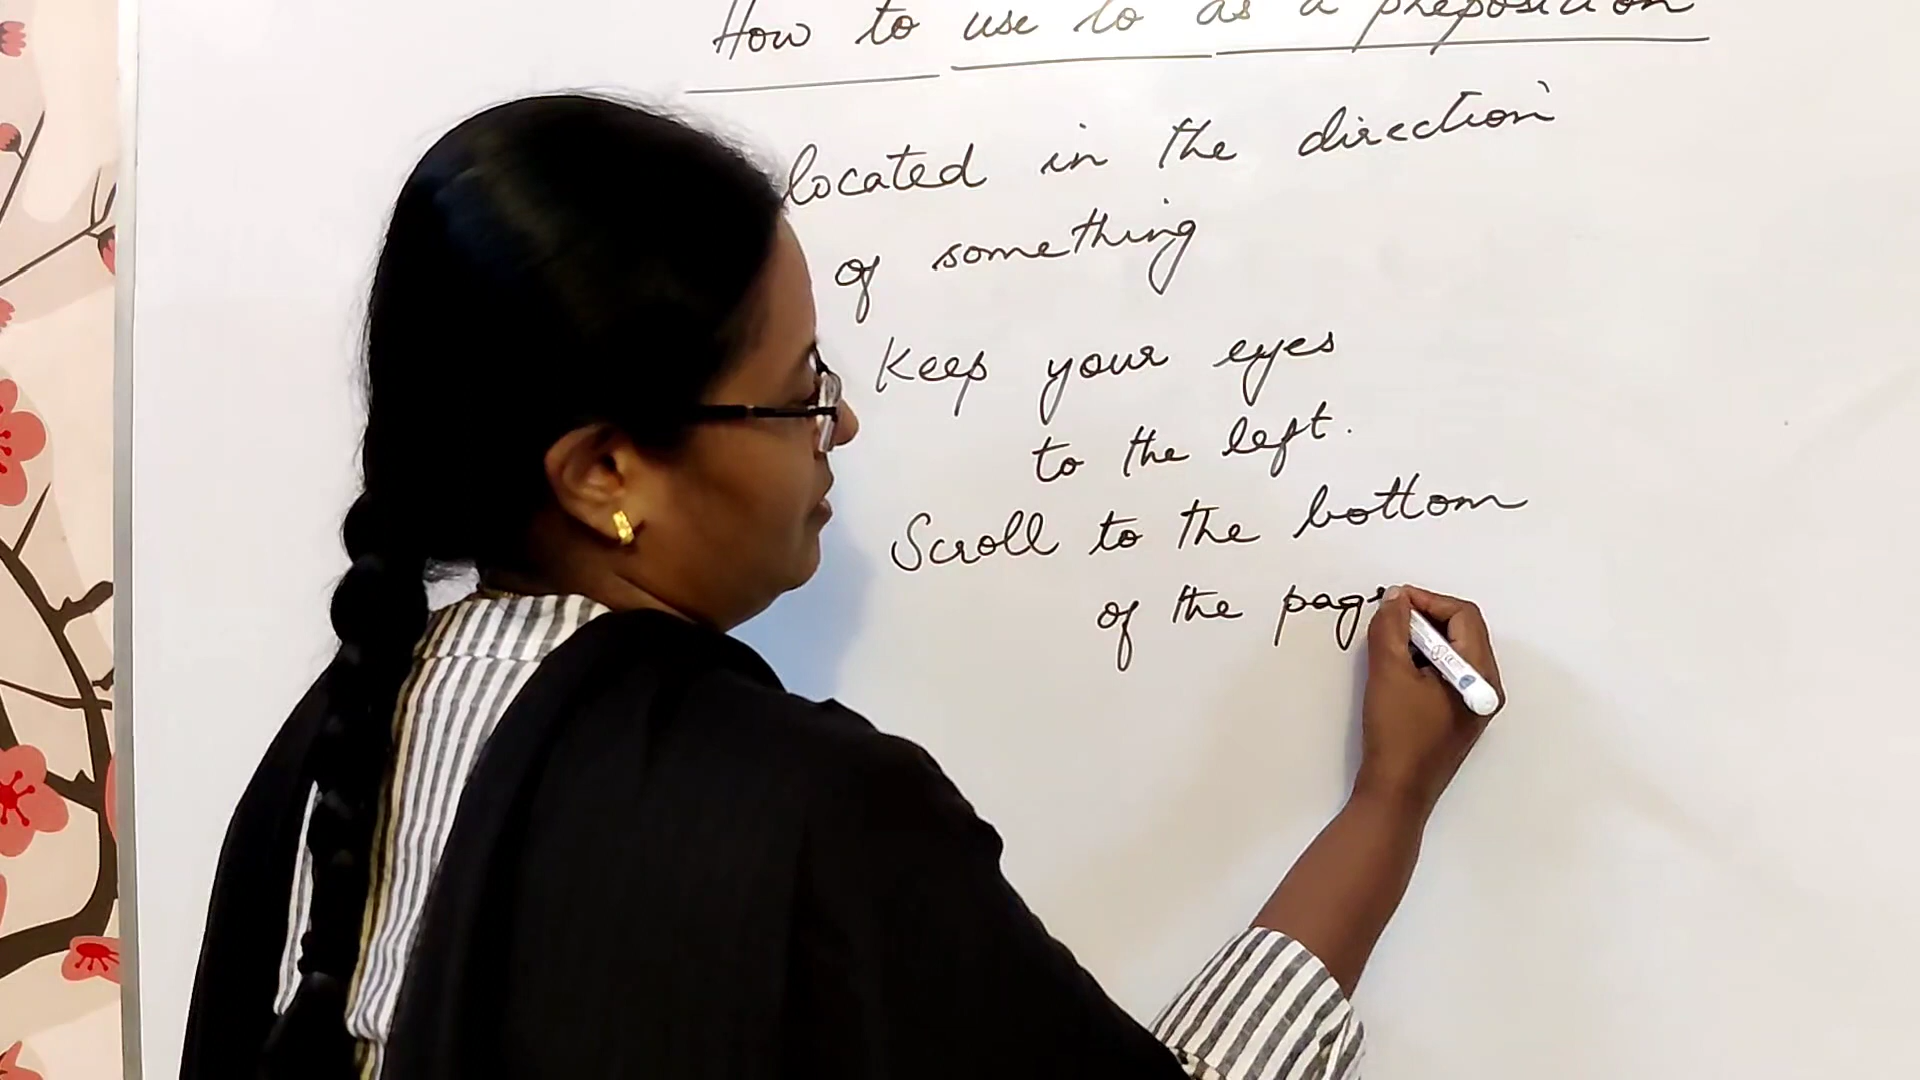 How to use to as a preposition
located in the direction
of something
Keep your eyes
to the left.
Scroll to the bottom
of the page